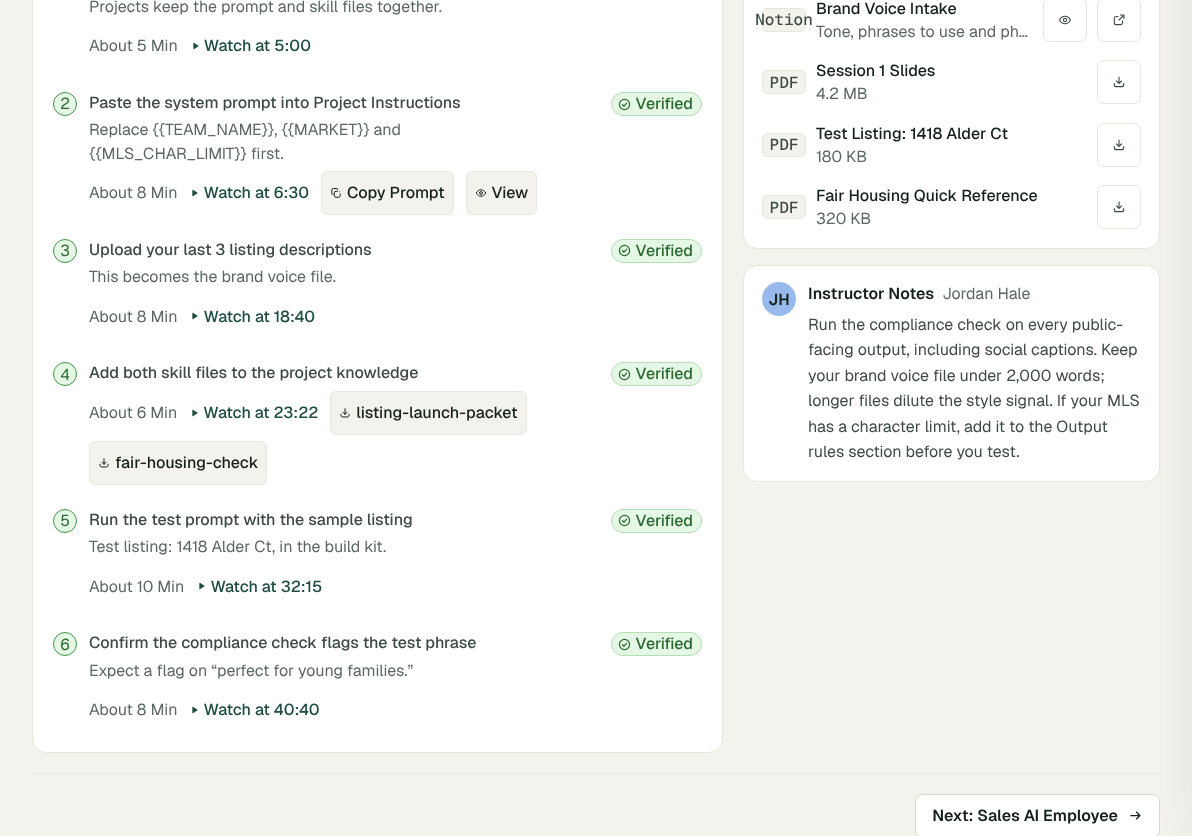 Projects keep the prompt and skill files together.
About 5 Min Watch at 5:00
2 Paste the system prompt into Project Instructions Verified
Replace {{TEAM_NAME}}, {{MARKET}} and
{{MLS_CHAR_LIMIT}} first.
About 8 Min Watch at 6:30 Copy Prompt View
3 Upload your last 3 listing descriptions Verified
This becomes the brand voice file.
About 8 Min Watch at 18:40
4 Add both skill files to the project knowledge Verified
About 6 Min Watch at 23:22 listing-launch-packet
fair-housing-check
5 Run the test prompt with the sample listing Verified
Test listing: 1418 Alder Ct, in the build kit.
About 10 Min Watch at 32:15
6 Confirm the compliance check flags the test phrase Verified
Expect a flag on “perfect for young families.”
About 8 Min Watch at 40:40
Notion Brand Voice Intake
Tone, phrases to use and ph…
PDF Session 1 Slides
4.2 MB
PDF Test Listing: 1418 Alder Ct
180 KB
PDF Fair Housing Quick Reference
320 KB
JH Instructor Notes Jordan Hale
Run the compliance check on every public-
facing output, including social captions. Keep
your brand voice file under 2,000 words;
longer files dilute the style signal. If your MLS
has a character limit, add it to the Output
rules section before you test.
Next: Sales AI Employee →